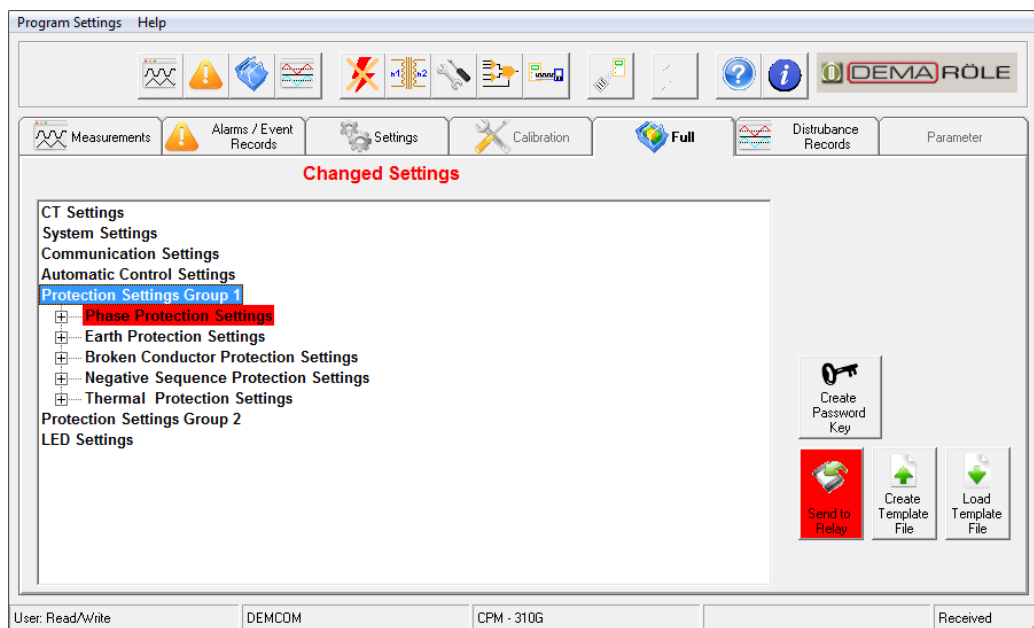 Program Settings Help
h1 h2
DEMA RÖLE
Measurements
Alarms / Event
Records
Settings
Calibration
Full
Distrubance
Records
Parameter
Changed Settings
CT Settings
System Settings
Communication Settings
Automatic Control Settings
Protection Settings Group 1
Phase Protection Settings
Earth Protection Settings
Broken Conductor Protection Settings
Negative Sequence Protection Settings
Thermal Protection Settings
Protection Settings Group 2
LED Settings
Create
Password
Key
Send to
Relay
Create
Template
File
Load
Template
File
User: Read/Write
DEMCOM
CPM - 310G
Received